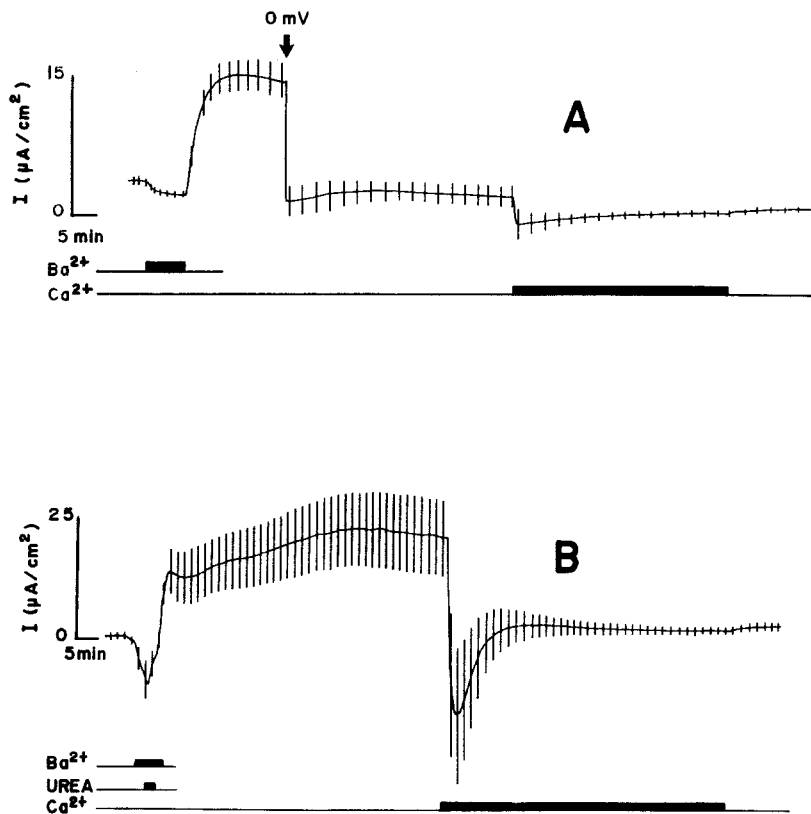 0 mV
15
I (μA/cm²)
A
0
5 min
Ba²⁺
Ca²⁺
25
I (μA/cm²)
B
0
5min
Ba²⁺
UREA
Ca²⁺